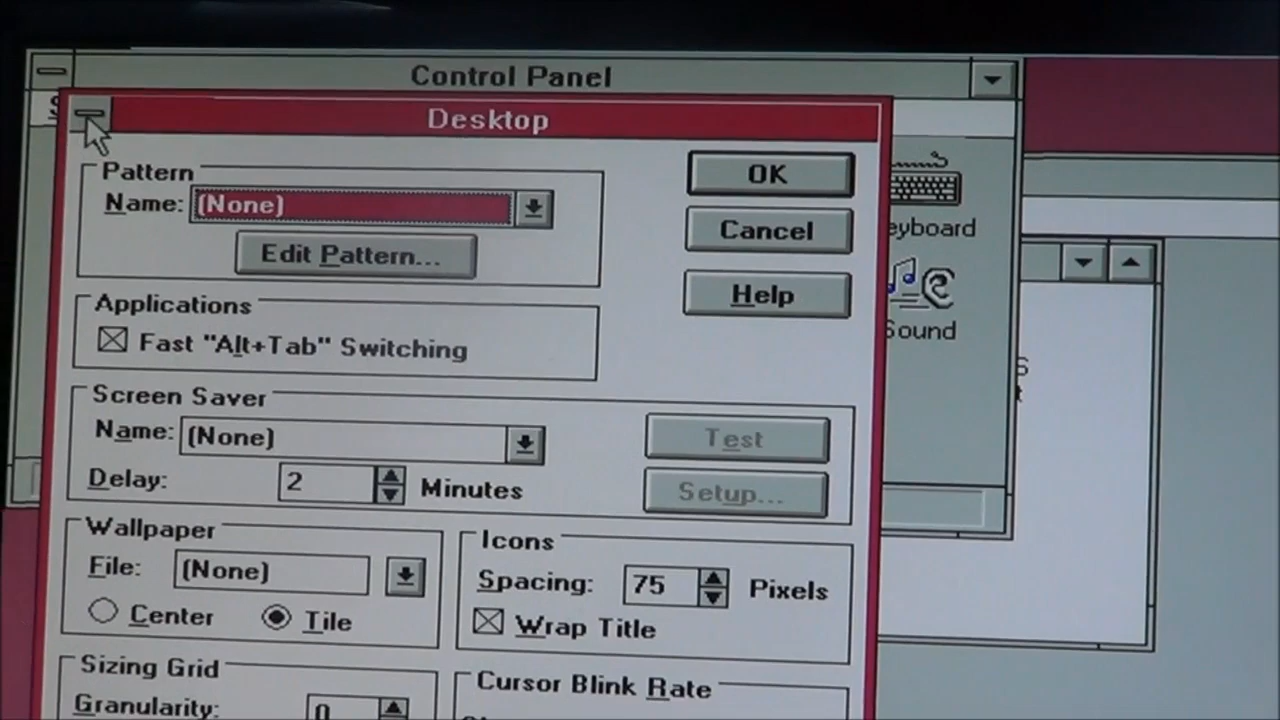 Control Panel
Desktop
Pattern
Name: (None)
Edit Pattern...
OK
Cancel
Help
Applications
Fast "Alt+Tab" Switching
Screen Saver
Name: (None)
Delay: 2 Minutes
Test
Setup...
Wallpaper
File: (None)
Center Tile
Icons
Spacing: 75 Pixels
Wrap Title
Sizing Grid
Granularity: 0
Cursor Blink Rate
eyboard
Sound